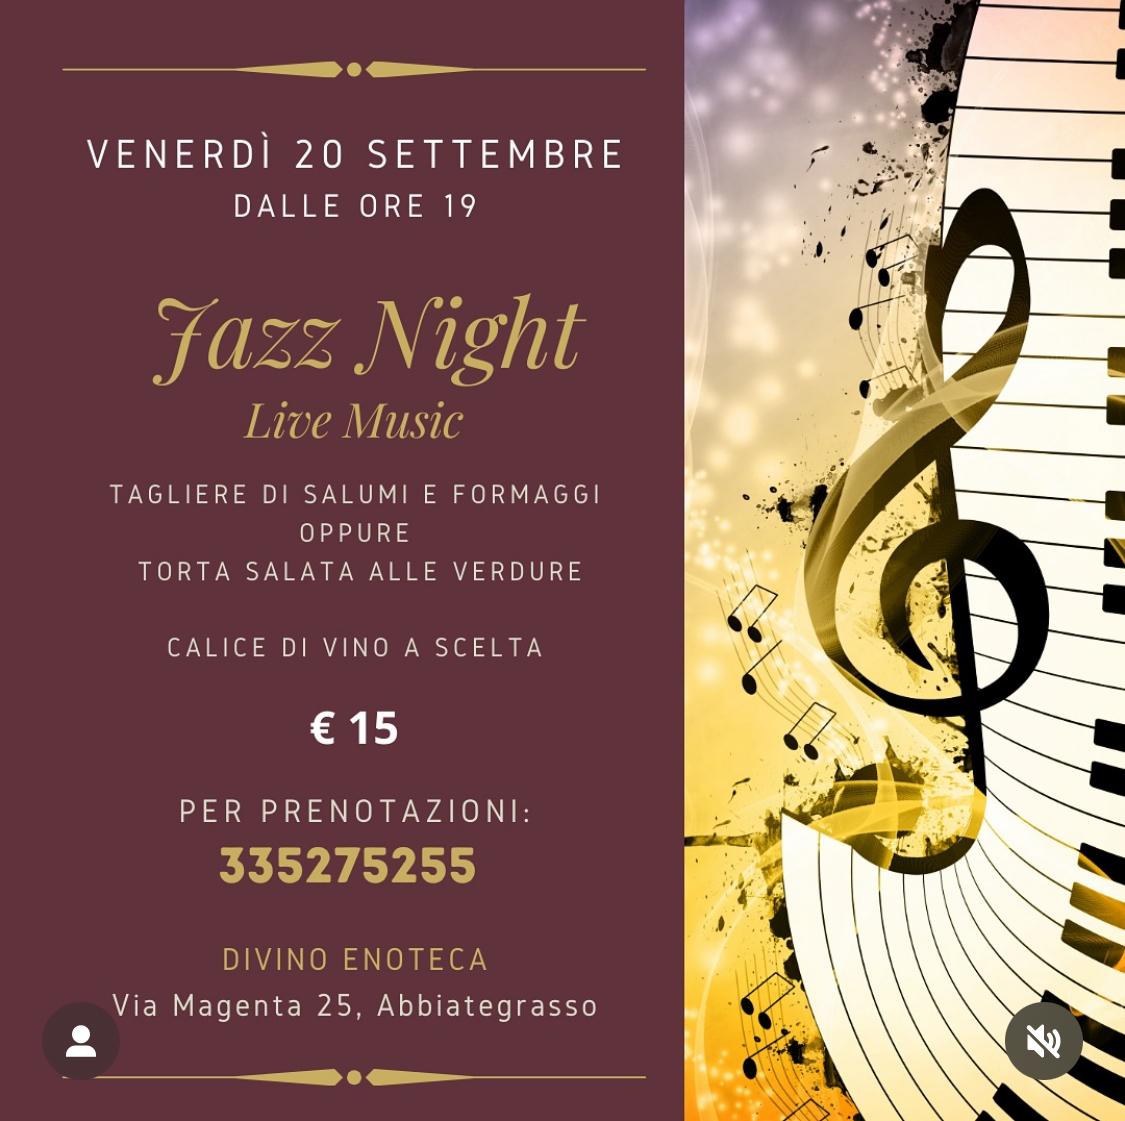 VENERDÌ 20 SETTEMBRE
DALLE ORE 19
Jazz Night
Live Music
TAGLIERE DI SALUMI E FORMAGGI
OPPURE
TORTA SALATA ALLE VERDURE
CALICE DI VINO A SCELTA
€ 15
PER PRENOTAZIONI:
335275255
DIVINO ENOTECA
Via Magenta 25, Abbiategrasso